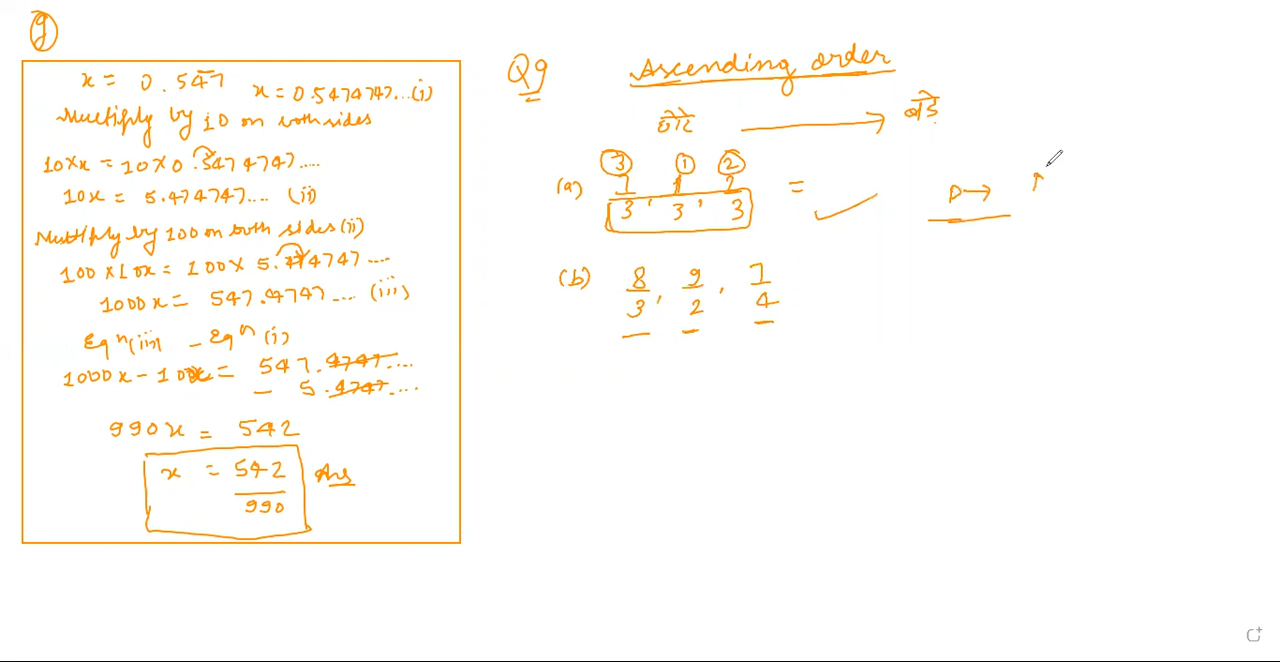 g
x = 0.54̅7̅
x = 0.5474747... (i)
Multiply by 10 on both sides
10×x = 10×0.5474747.....
10x = 5.474747.... (ii)
Multiply by 100 on both sides (ii)
100×10x = 100× 5.474747....
1000x = 547.4747.... (iii)
Eqⁿ(iii) - Eqⁿ (i)
1000x - 10x = 547.4747....
- 5.4747...
990x = 542
x = 542/990 Ans
Q9 Ascending order
छोटे → बड़े
③ ① ②
(a) 7/3, 1/3, 2/3 =
D→ ↑
(b) 8/3, 9/2, 7/4